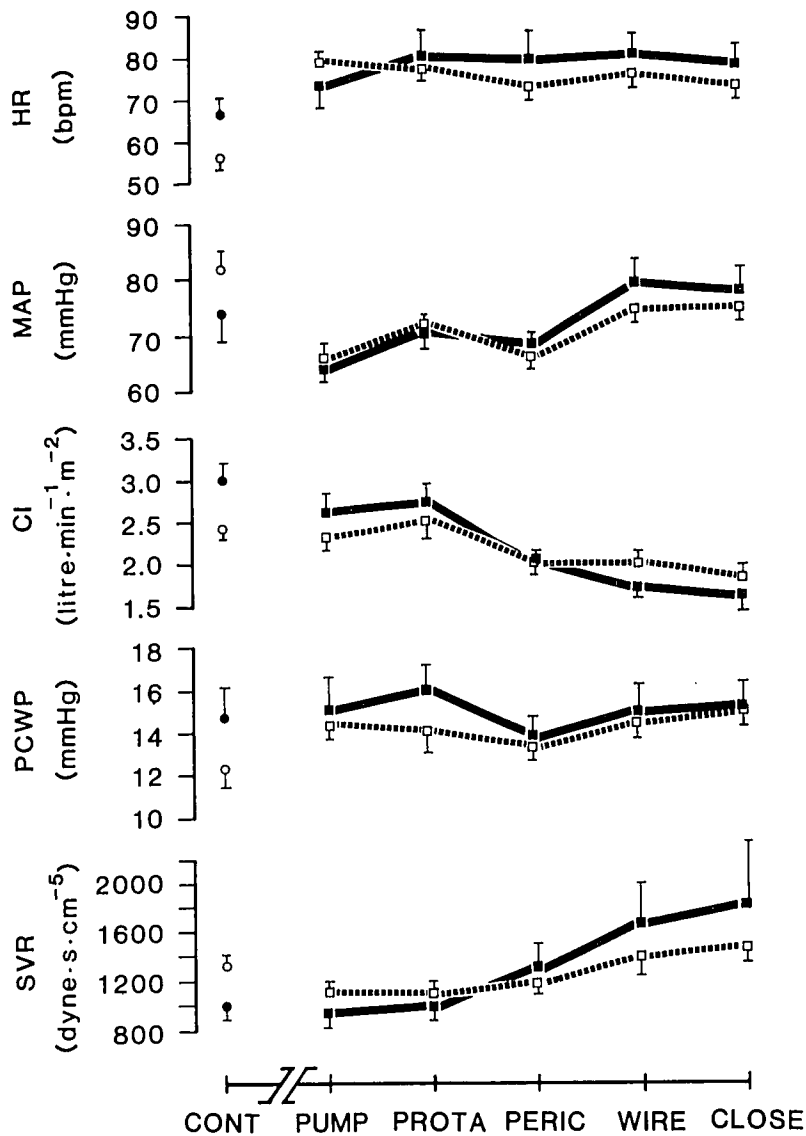 HR
(bpm)
90
80
70
60
50
MAP
(mmHg)
90
80
70
60
CI
(litre·min⁻¹·m⁻²)
3.5
3.0
2.5
2.0
1.5
PCWP
(mmHg)
18
16
14
12
10
SVR
(dyne·s·cm⁻⁵)
2000
1600
1200
800
CONT PUMP PROTA PERIC WIRE CLOSE